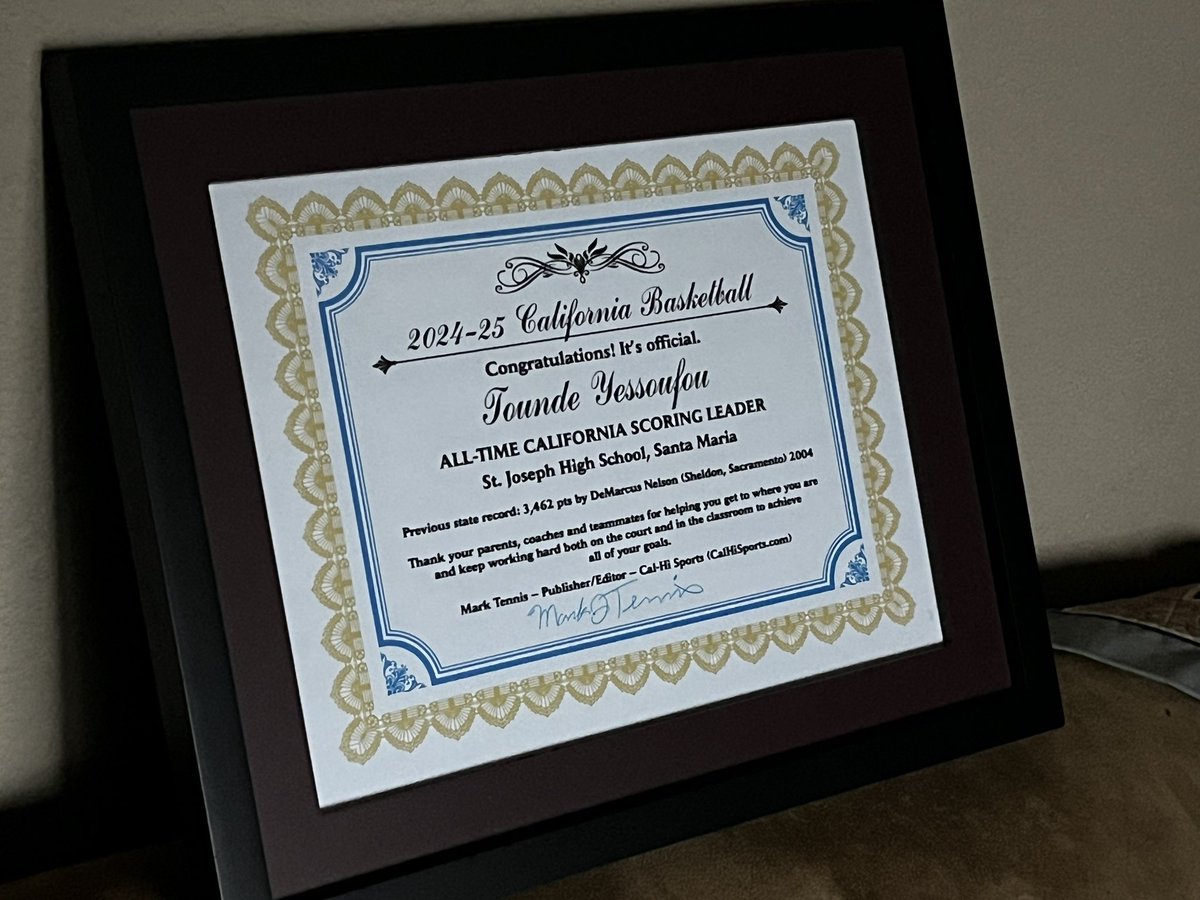 2024-25 California Basketball
Congratulations! It's official.
Tounde Yessoufou
ALL-TIME CALIFORNIA SCORING LEADER
St. Joseph High School, Santa Maria
Previous state record: 3,462 pts by DeMarcus Nelson (Sheldon, Sacramento) 2004
Thank your parents, coaches and teammates for helping you get to where you are
and keep working hard both on the court and in the classroom to achieve
all of your goals.
Mark Tennis – Publisher/Editor – Cal-Hi Sports (CalHiSports.com)
Mark J Tennis